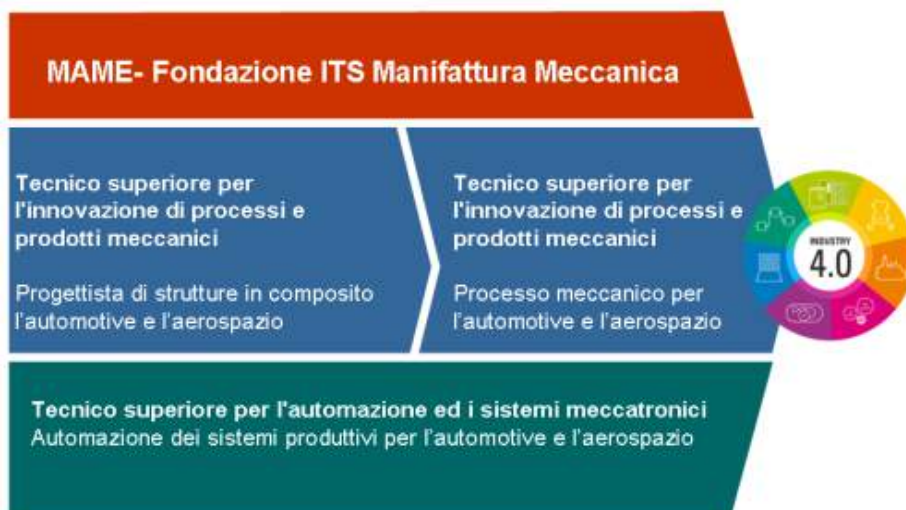 MAME- Fondazione ITS Manifattura Meccanica
Tecnico superiore per
l'innovazione di processi e
prodotti meccanici
Progettista di strutture in composito
l'automotive e l'aerospazio
Tecnico superiore per
l'innovazione di processi e
prodotti meccanici
Processo meccanico per
l'automotive e l'aerospazio
INDUSTRY
4.0
Tecnico superiore per l'automazione ed i sistemi meccatronici
Automazione dei sistemi produttivi per l'automotive e l'aerospazio